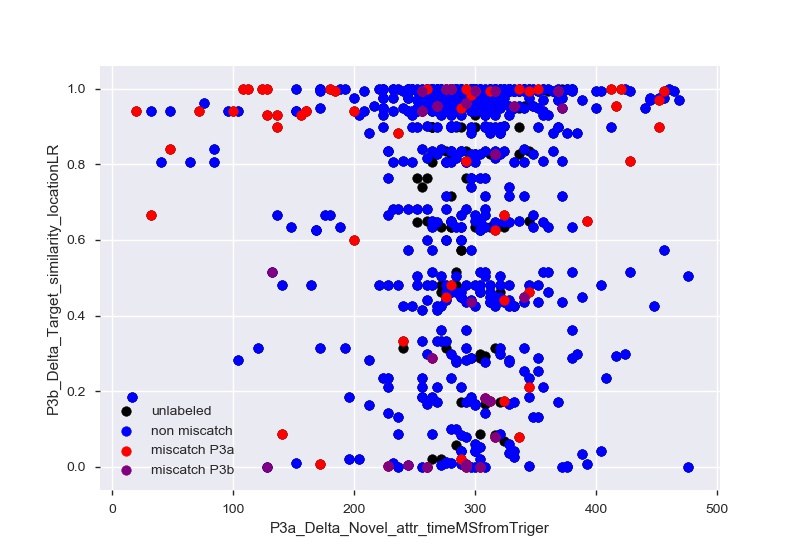 1.0
0.8
0.6
0.4
0.2
0.0
P3b_Delta_Target_similarity_locationLR
unlabeled
non miscatch
miscatch P3a
miscatch P3b
0 100 200 300 400 500
P3a_Delta_Novel_attr_timeMSfromTriger